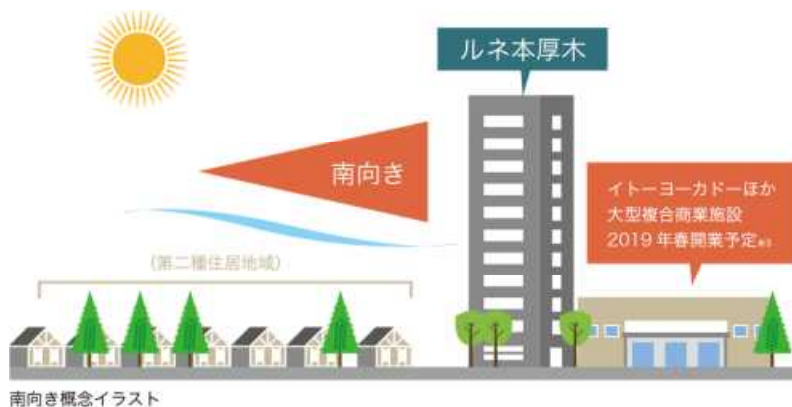 ルネ本厚木
南向き
イトーヨーカドーほか
大型複合商業施設
2019年春開業予定
(第二種住居地域)
南向き概念イラスト